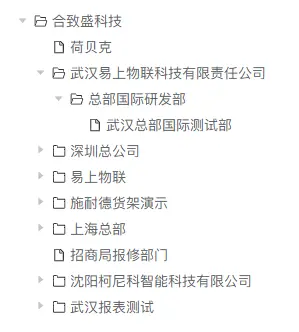 合致盛科技
荷贝克
武汉易上物联科技有限责任公司
总部国际研发部
武汉总部国际测试部
深圳总公司
易上物联
施耐德货架演示
上海总部
招商局报修部门
沈阳柯尼科智能科技有限公司
武汉报表测试